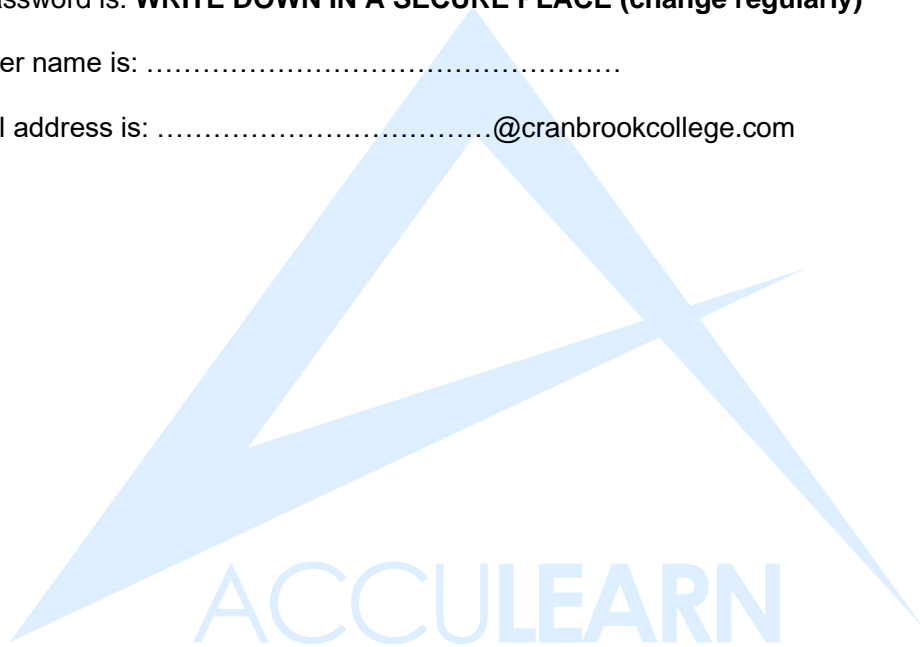 assword is: WRITE DOWN IN A SECURE PLACE (change regularly)
er name is: ……………………………………………
l address is: ………………………………@cranbrookcollege.com
ACCULEARN